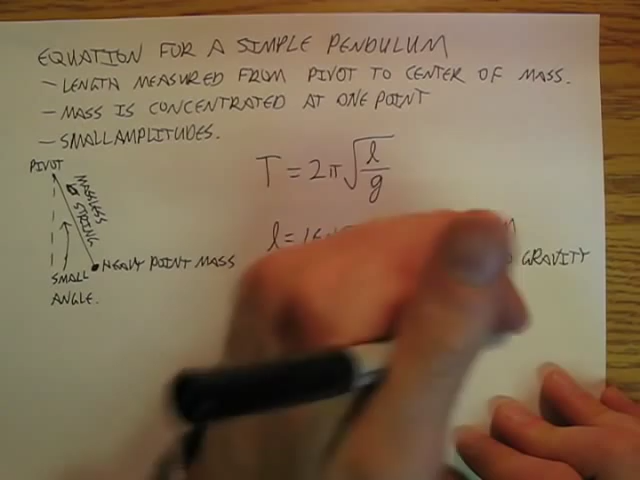 EQUATION FOR A SIMPLE PENDULUM
- LENGTH MEASURED FROM PIVOT TO CENTER OF MASS.
- MASS IS CONCENTRATED AT ONE POINT
- SMALL AMPLITUDES.
PIVOT
MASSLESS
STRING
HEAVY POINT MASS
SMALL
ANGLE.
T = 2π√(l/g)
l =
GRAVITY